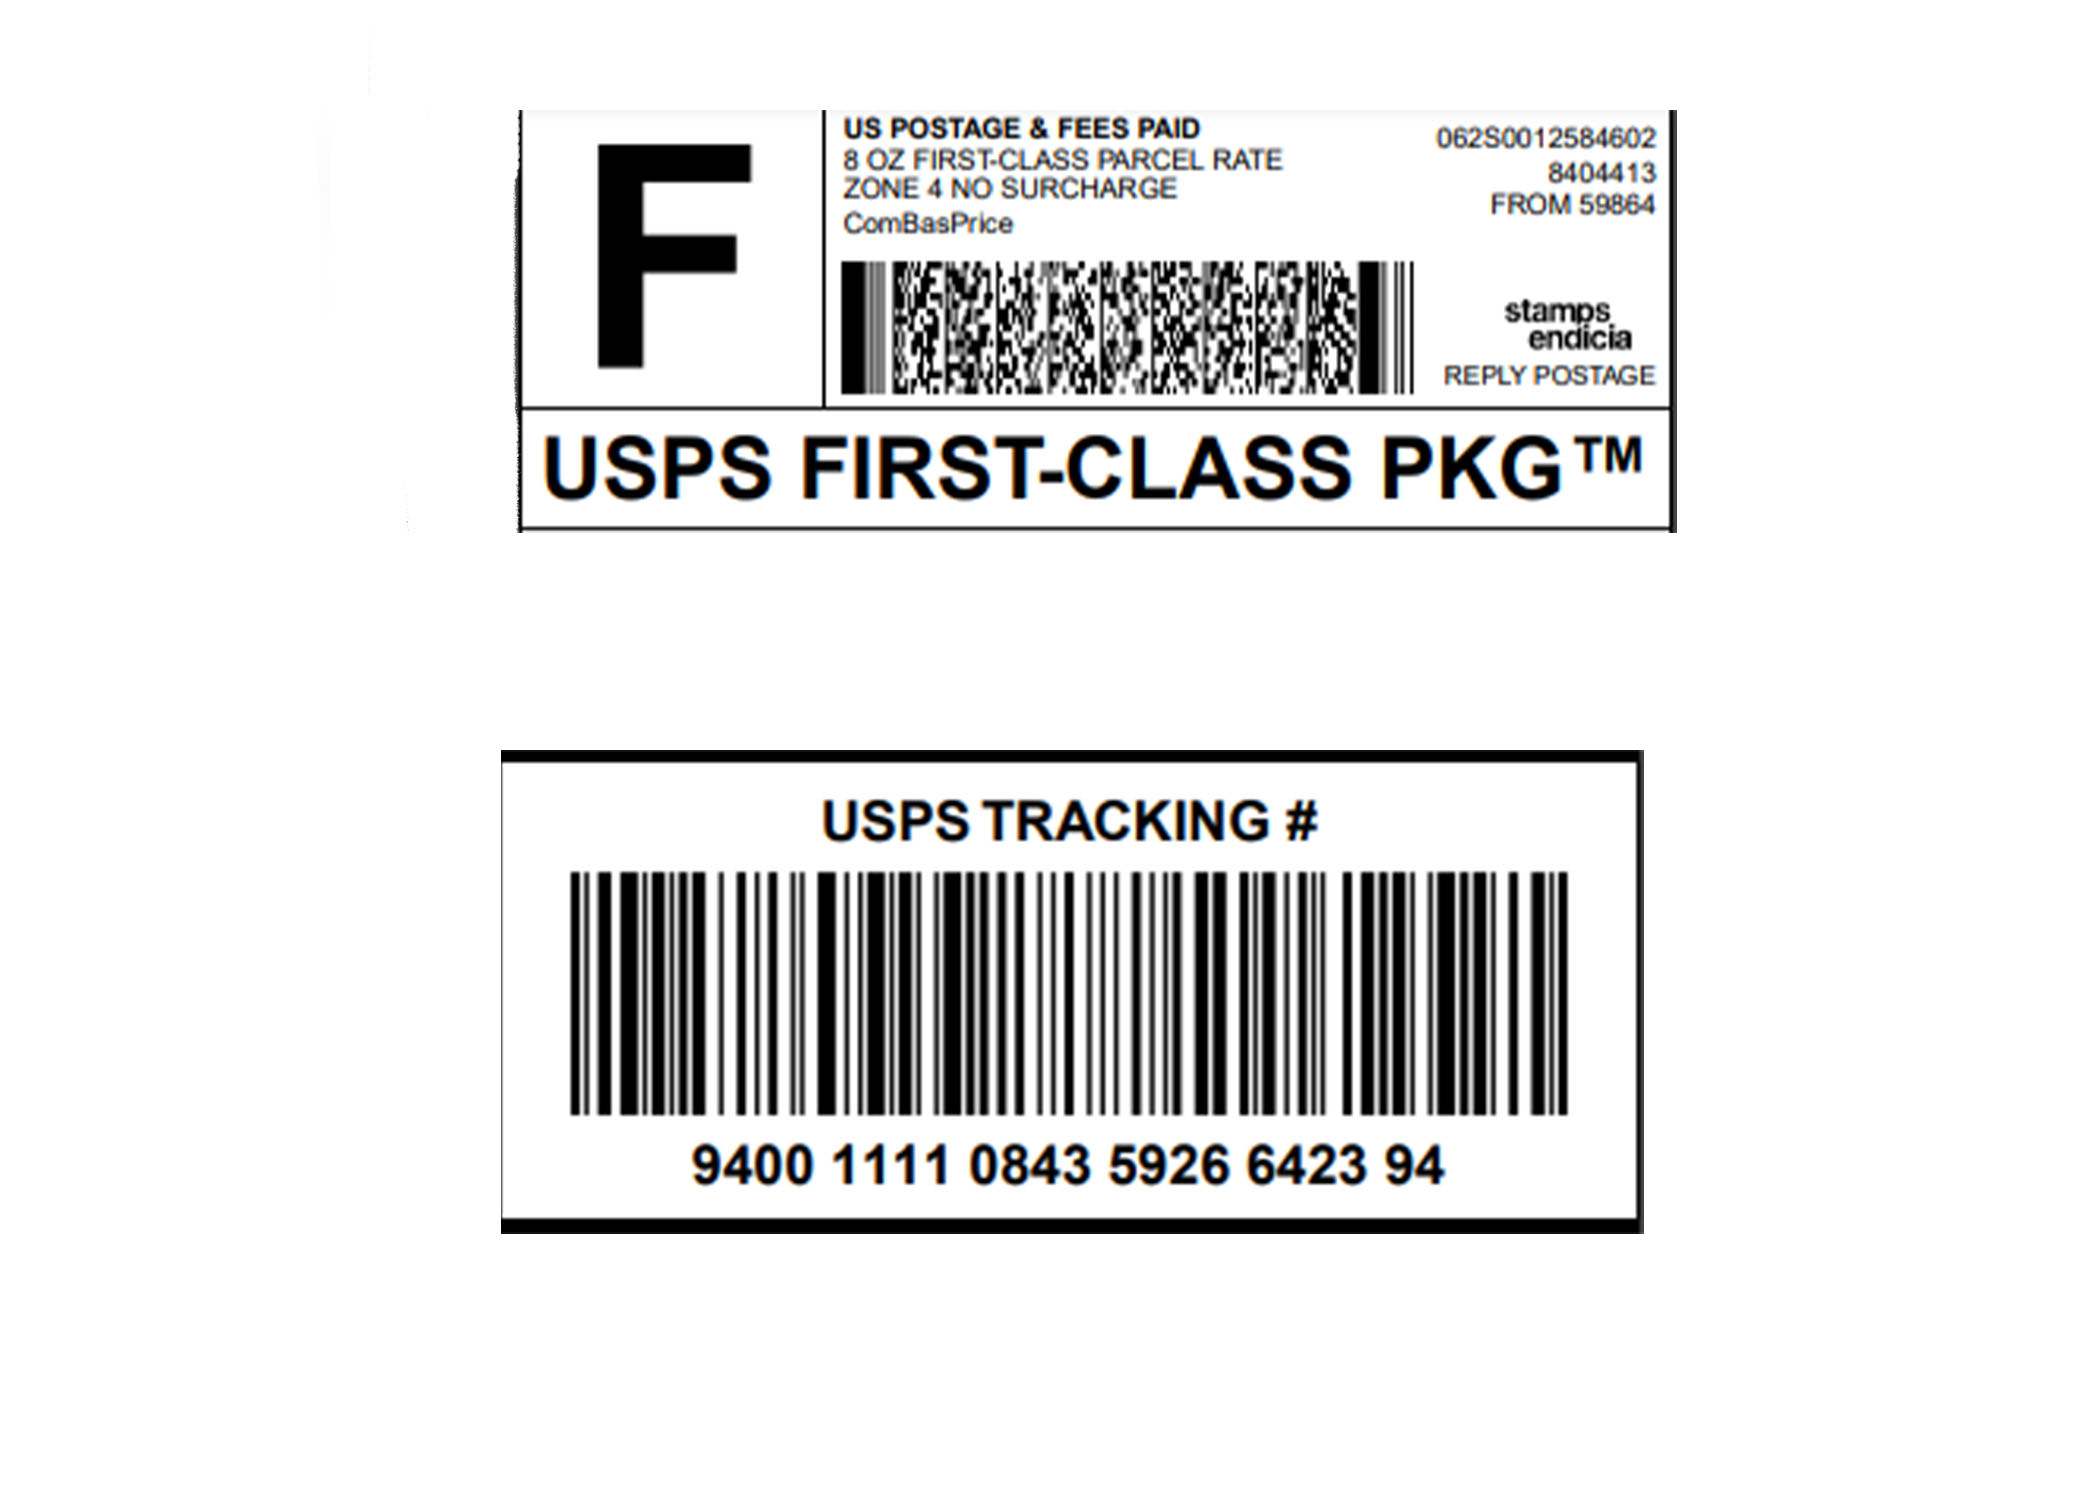 F
US POSTAGE & FEES PAID
8 OZ FIRST-CLASS PARCEL RATE
ZONE 4 NO SURCHARGE
ComBasPrice
062S0012584602
8404413
FROM 59864
stamps
endicia
REPLY POSTAGE
USPS FIRST-CLASS PKG™
USPS TRACKING #
9400 1111 0843 5926 6423 94